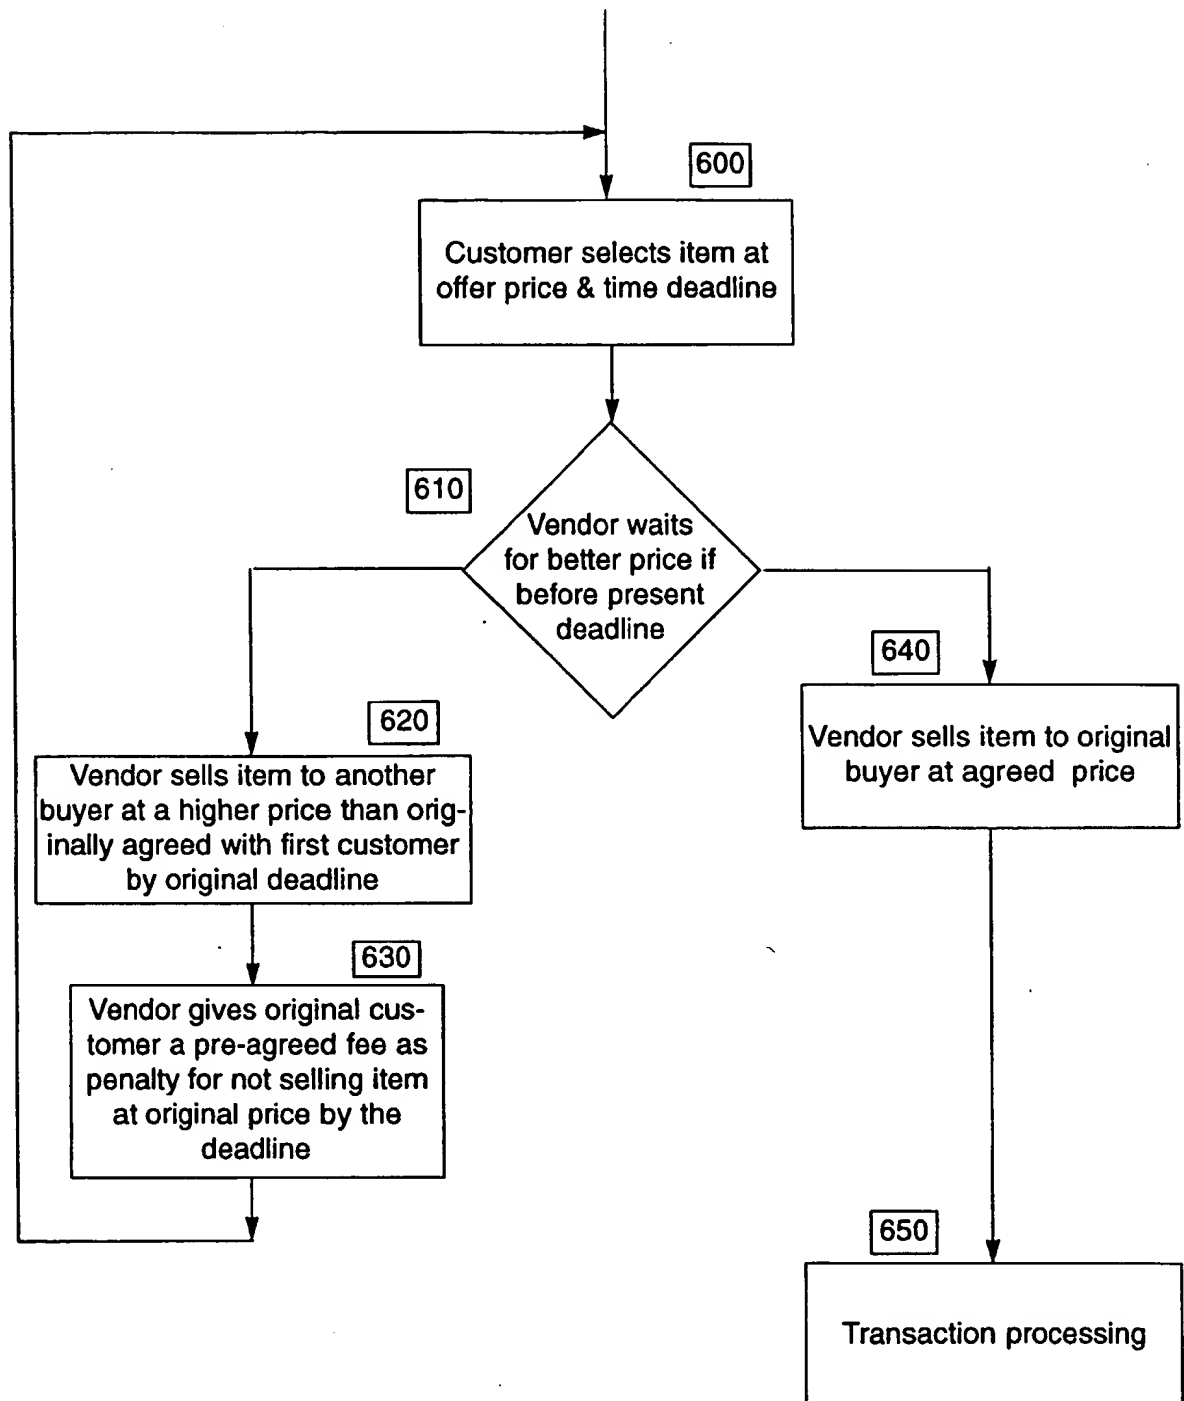 600
Customer selects item at
offer price & time deadline
610
Vendor waits
for better price if
before present
deadline
640
Vendor sells item to original
buyer at agreed price
620
Vendor sells item to another
buyer at a higher price than orig-
inally agreed with first customer
by original deadline
630
Vendor gives original cus-
tomer a pre-agreed fee as
penalty for not selling item
at original price by the
deadline
650
Transaction processing